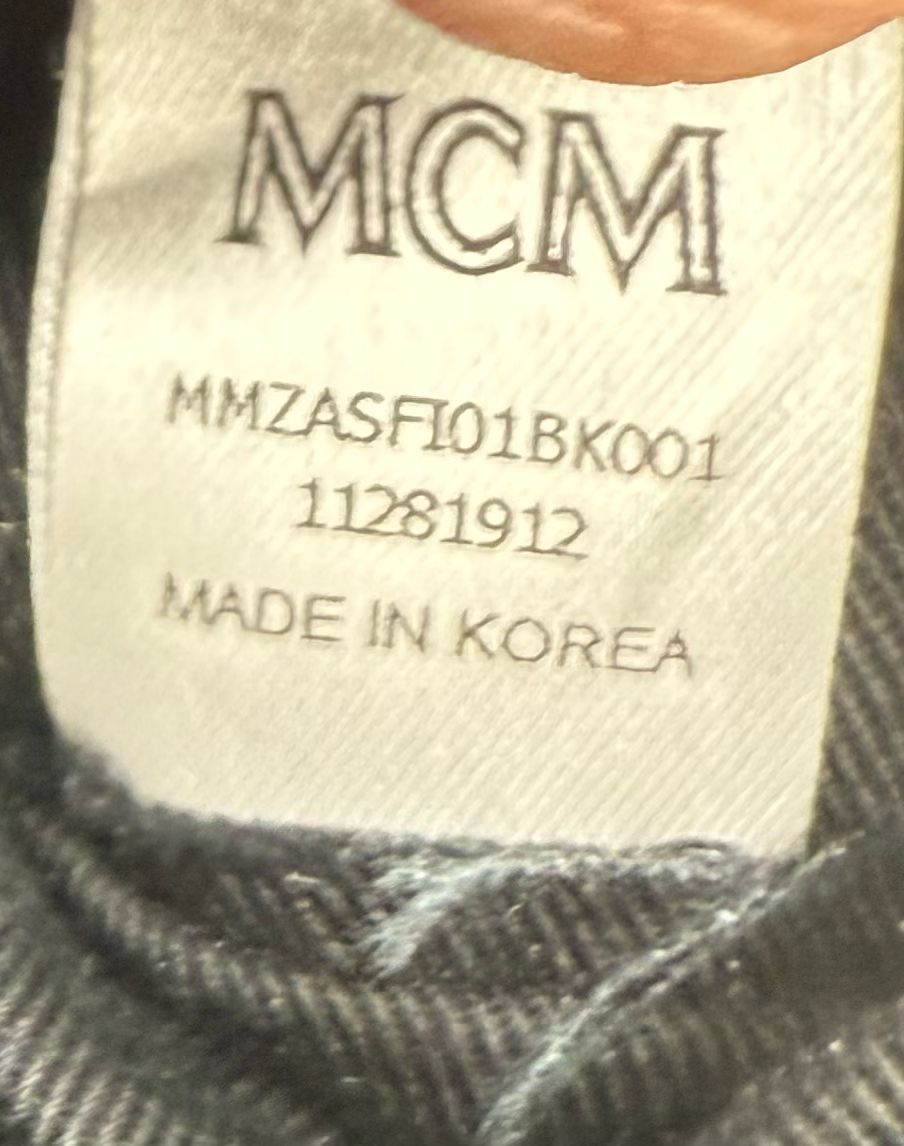 MCM
MMZASFI01BK001
11281912
MADE IN KOREA